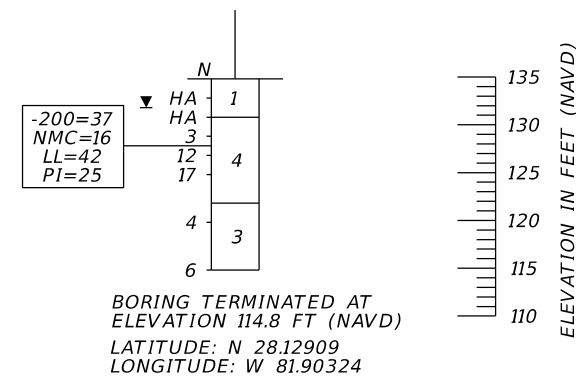 N
HA
HA
3
12
17
4
6
1
4
3
-200=37
NMC=16
LL=42
PI=25
BORING TERMINATED AT
ELEVATION 114.8 FT (NAVD)
LATITUDE: N 28.12909
LONGITUDE: W 81.90324
135
130
125
120
115
110
ELEVATION IN FEET (NAVD)